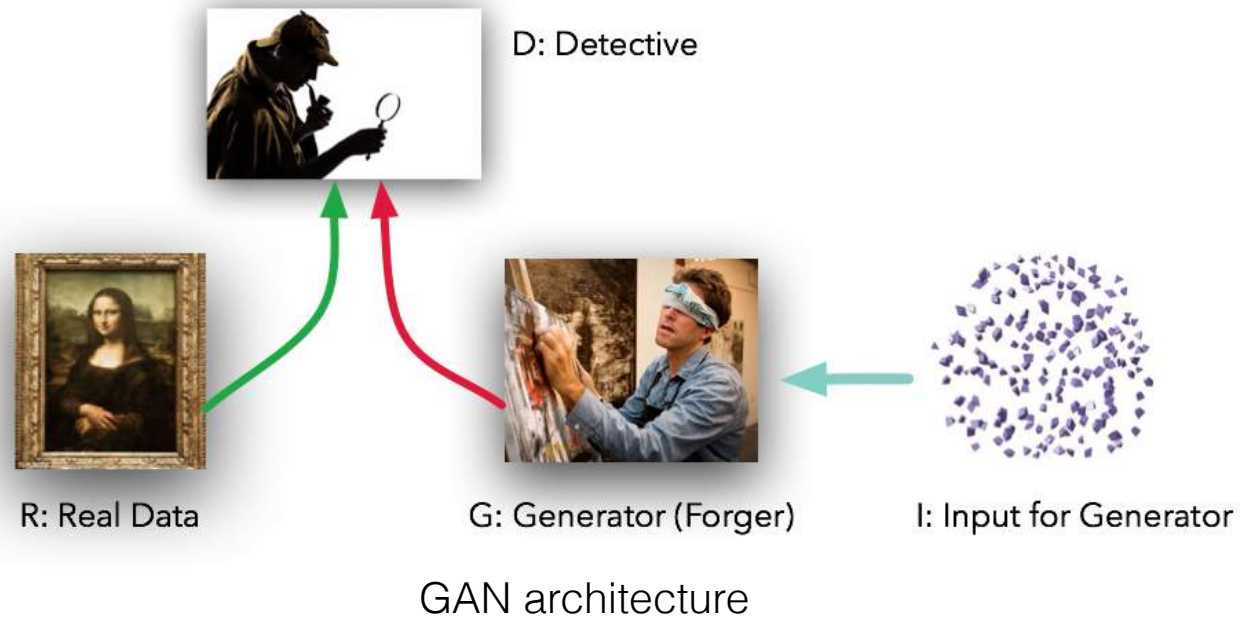 D: Detective
R: Real Data
G: Generator (Forger)
I: Input for Generator
GAN architecture